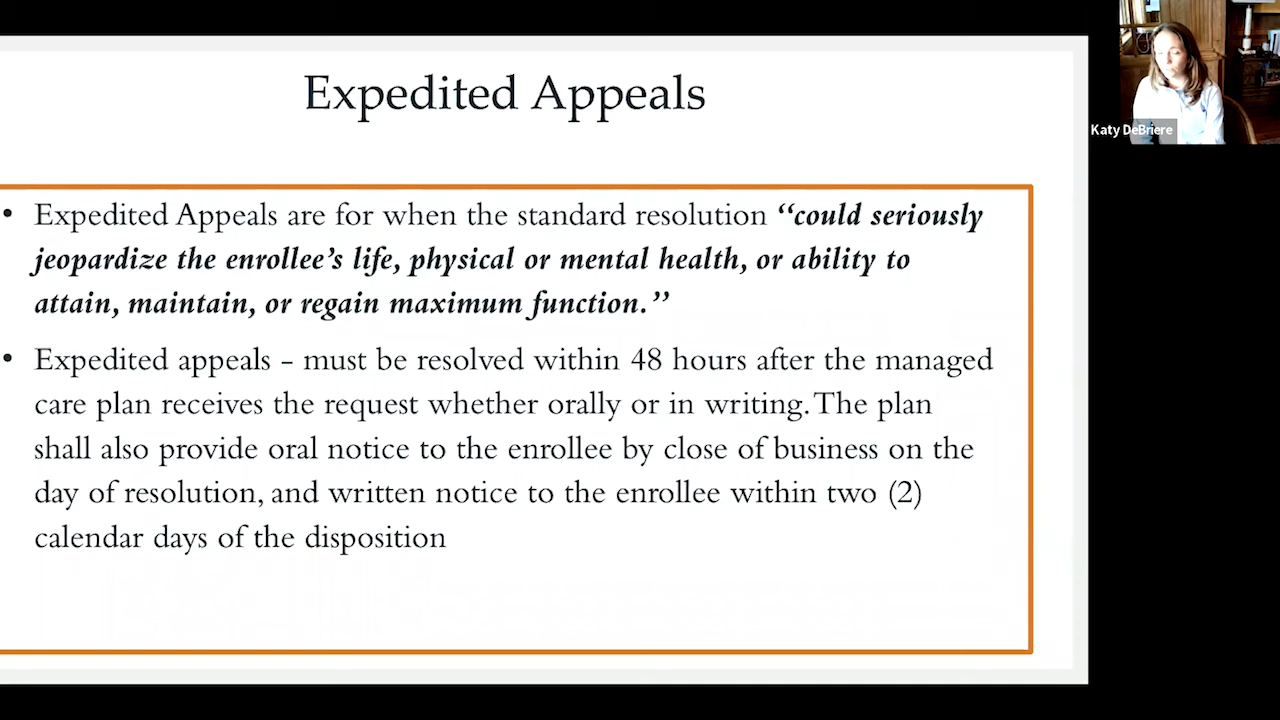 Expedited Appeals
• Expedited Appeals are for when the standard resolution “could seriously
jeopardize the enrollee’s life, physical or mental health, or ability to
attain, maintain, or regain maximum function.”
• Expedited appeals - must be resolved within 48 hours after the managed
care plan receives the request whether orally or in writing. The plan
shall also provide oral notice to the enrollee by close of business on the
day of resolution, and written notice to the enrollee within two (2)
calendar days of the disposition
Katy DeBriere